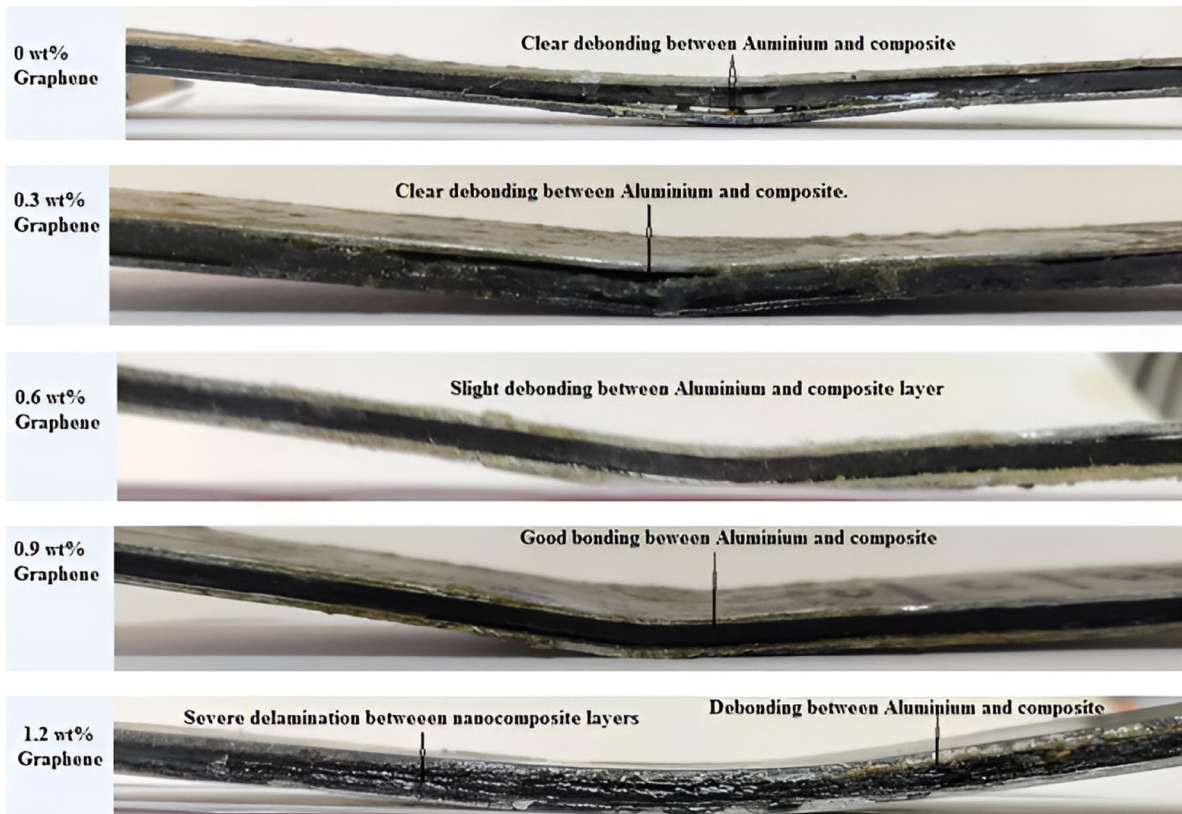 0 wt%
Graphene
Clear debonding between Auminium and composite
0.3 wt%
Graphene
Clear debonding between Aluminium and composite.
0.6 wt%
Graphene
Slight debonding between Aluminium and composite layer
0.9 wt%
Graphene
Good bonding beween Aluminium and composite
1.2 wt%
Graphene
Severe delamination betweeen nanocomposite layers
Debonding between Aluminium and composite